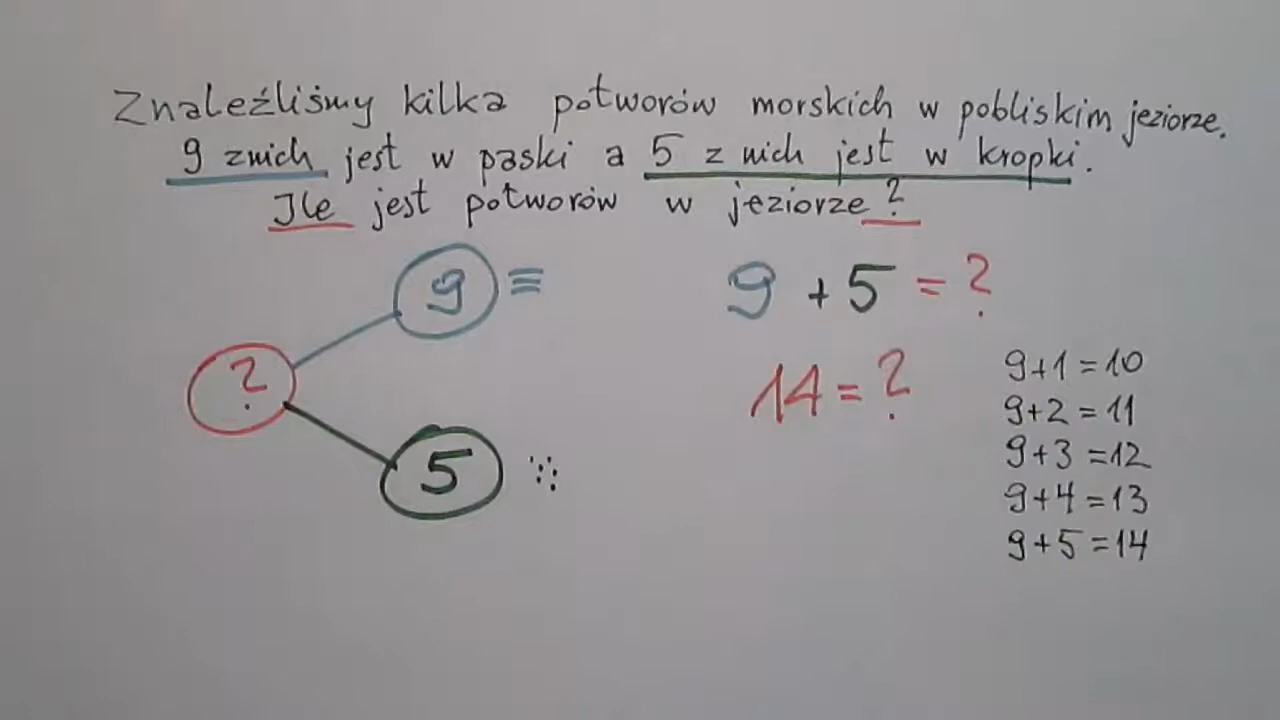 Znaleźliśmy kilka potworów morskich w pobliskim jeziorze.
9 z nich jest w paski a 5 z nich jest w kropki.
Ile jest potworów w jeziorze?
9
?
5
9 + 5 = ?
14 = ?
9+1=10
9+2=11
9+3=12
9+4=13
9+5=14